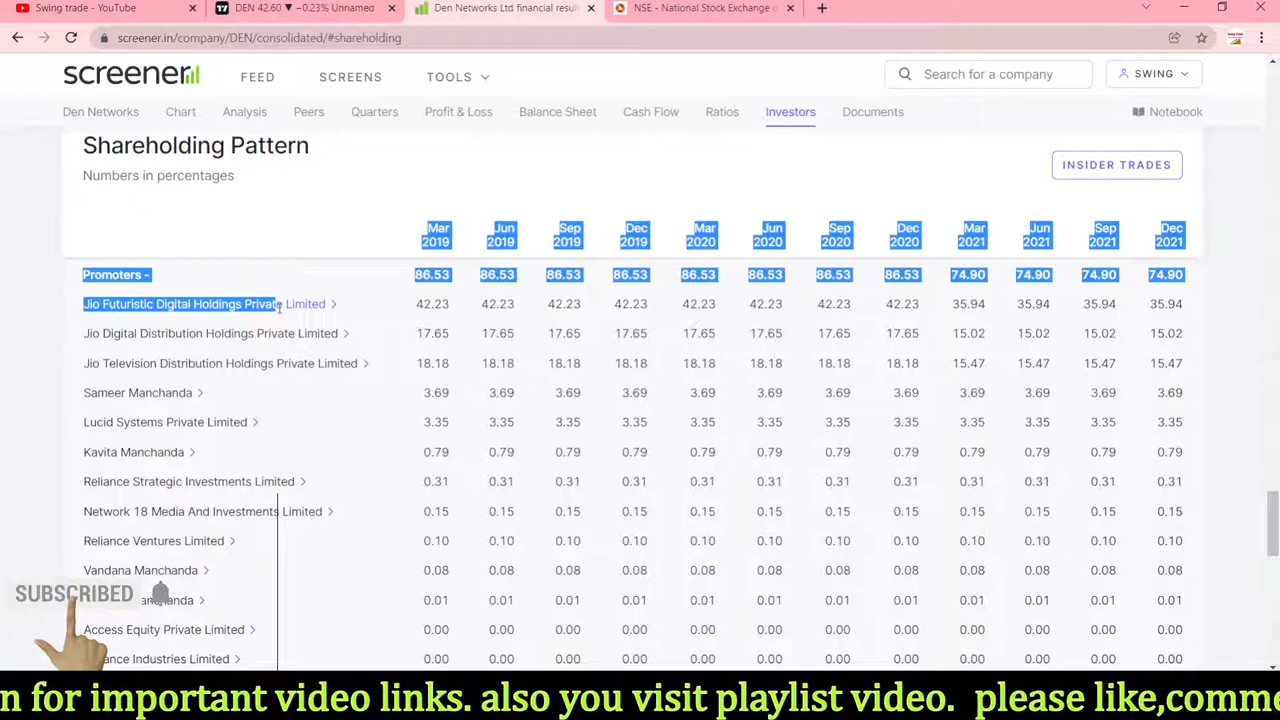 Swing trade - YouTube × DEN 42.60 ▼ −0.23% Unnamed × Den Networks Ltd financial resul × NSE - National Stock Exchange o × +
screener.in/company/DEN/consolidated/#shareholding
screener FEED SCREENS TOOLS Search for a company SWING
Den Networks Chart Analysis Peers Quarters Profit & Loss Balance Sheet Cash Flow Ratios Investors Documents Notebook
Shareholding Pattern
INSIDER TRADES
Numbers in percentages
Mar 2019 Jun 2019 Sep 2019 Dec 2019 Mar 2020 Jun 2020 Sep 2020 Dec 2020 Mar 2021 Jun 2021 Sep 2021 Dec 2021
Promoters - 86.53 86.53 86.53 86.53 86.53 86.53 86.53 86.53 74.90 74.90 74.90 74.90
Jio Futuristic Digital Holdings Private Limited 42.23 42.23 42.23 42.23 42.23 42.23 42.23 42.23 35.94 35.94 35.94 35.94
Jio Digital Distribution Holdings Private Limited 17.65 17.65 17.65 17.65 17.65 17.65 17.65 17.65 15.02 15.02 15.02 15.02
Jio Television Distribution Holdings Private Limited 18.18 18.18 18.18 18.18 18.18 18.18 18.18 18.18 15.47 15.47 15.47 15.47
Sameer Manchanda 3.69 3.69 3.69 3.69 3.69 3.69 3.69 3.69 3.69 3.69 3.69 3.69
Lucid Systems Private Limited 3.35 3.35 3.35 3.35 3.35 3.35 3.35 3.35 3.35 3.35 3.35 3.35
Kavita Manchanda 0.79 0.79 0.79 0.79 0.79 0.79 0.79 0.79 0.79 0.79 0.79 0.79
Reliance Strategic Investments Limited 0.31 0.31 0.31 0.31 0.31 0.31 0.31 0.31 0.31 0.31 0.31 0.31
Network 18 Media And Investments Limited 0.15 0.15 0.15 0.15 0.15 0.15 0.15 0.15 0.15 0.15 0.15 0.15
Reliance Ventures Limited 0.10 0.10 0.10 0.10 0.10 0.10 0.10 0.10 0.10 0.10 0.10 0.10
Vandana Manchanda 0.08 0.08 0.08 0.08 0.08 0.08 0.08 0.08 0.08 0.08 0.08 0.08
SUBSCRIBED
0.01 0.01 0.01 0.01 0.01 0.01 0.01 0.01 0.01 0.01 0.01 0.01
Access Equity Private Limited 0.00 0.00 0.00 0.00 0.00 0.00 0.00 0.00 0.00 0.00 0.00 0.00
Industries Limited 0.00 0.00 0.00 0.00 0.00 0.00 0.00 0.00 0.00 0.00 0.00 0.00
n for important video links. also you visit playlist video. please like,comme